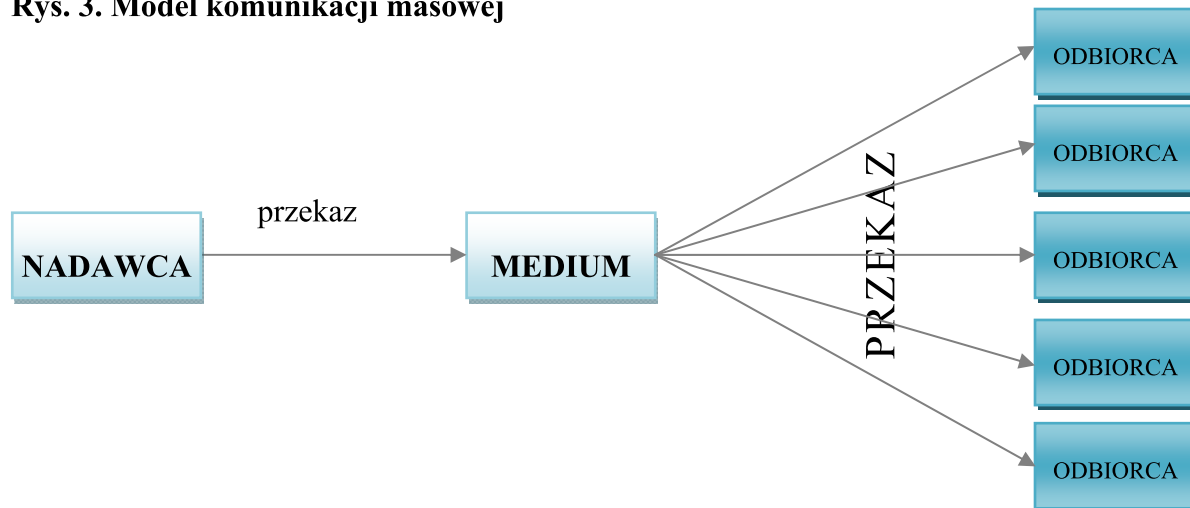 Rys. 3. Model komunikacji masowej
ODBIORCA
ODBIORCA
przekaz
PRZEKAZ
NADAWCA
MEDIUM
ODBIORCA
ODBIORCA
ODBIORCA